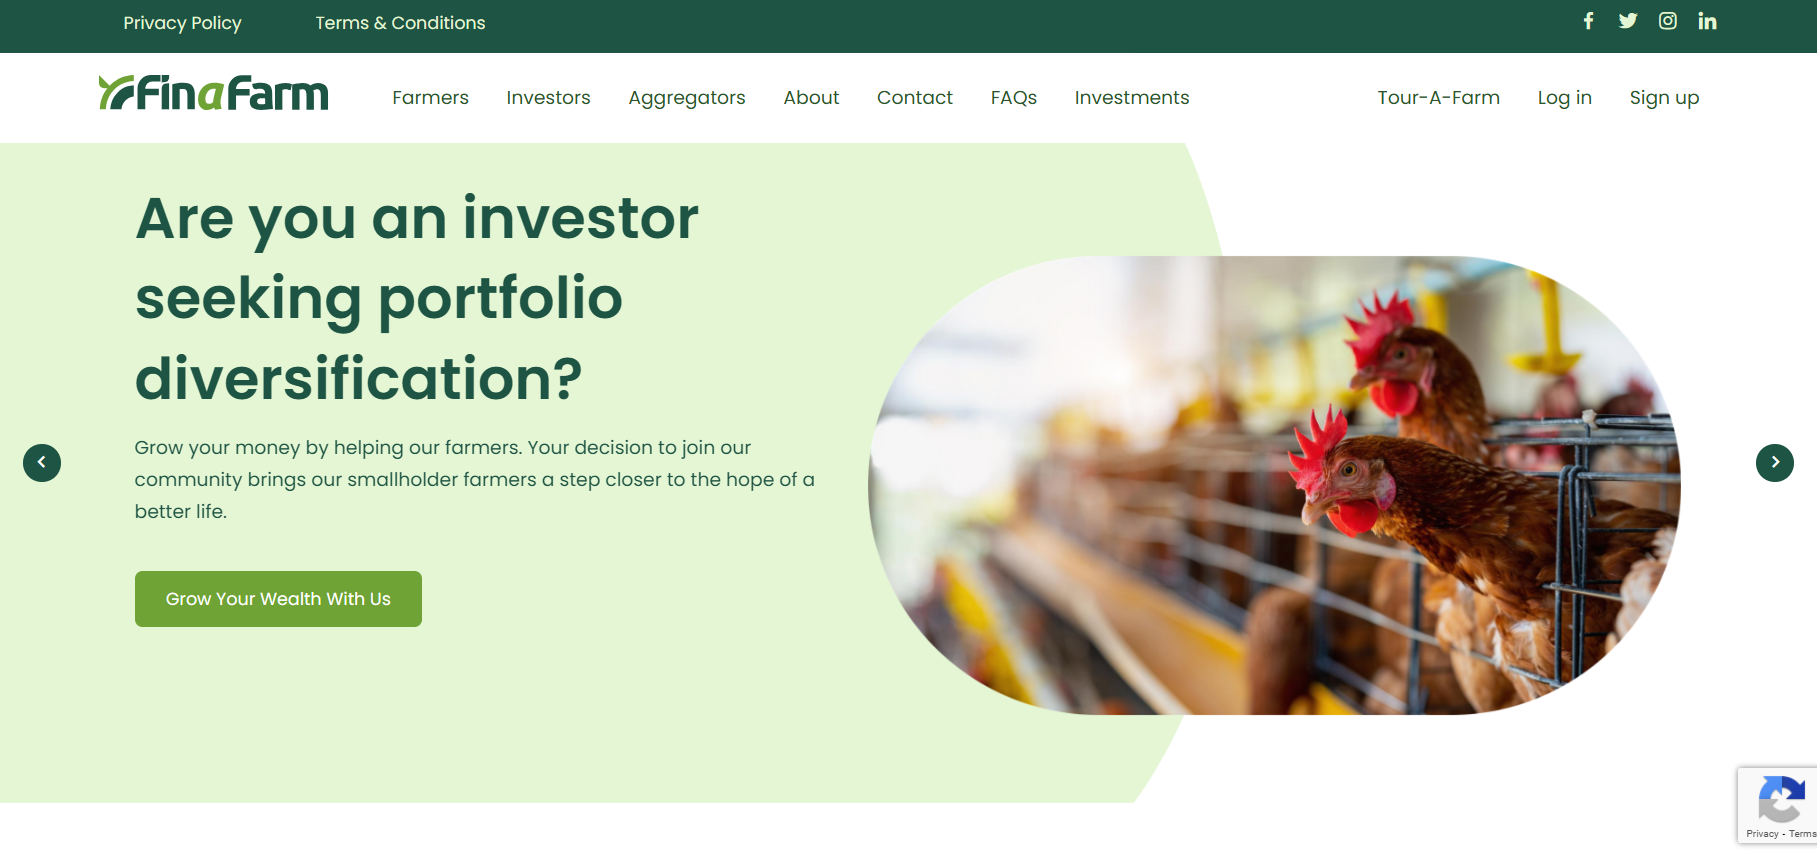 Privacy Policy
Terms & Conditions
FinaFarm
Farmers
Investors
Aggregators
About
Contact
FAQs
Investments
Tour-A-Farm
Log in
Sign up
Are you an investor
seeking portfolio
diversification?
Grow your money by helping our farmers. Your decision to join our
community brings our smallholder farmers a step closer to the hope of a
better life.
Grow Your Wealth With Us
Privacy - Terms